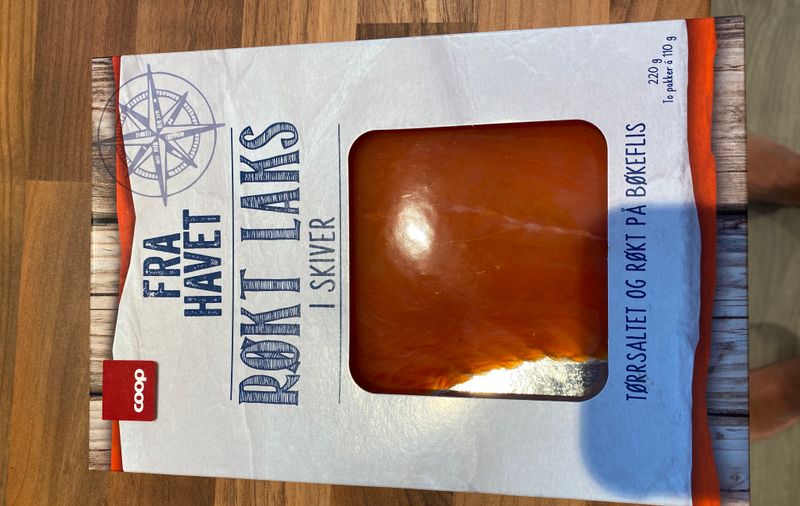 coop
FRA
HAVET
RØKT LAKS
I SKIVER
TØRRSALTET OG RØKT PÅ BØKEFLIS
220 g
To pakker á 110 g